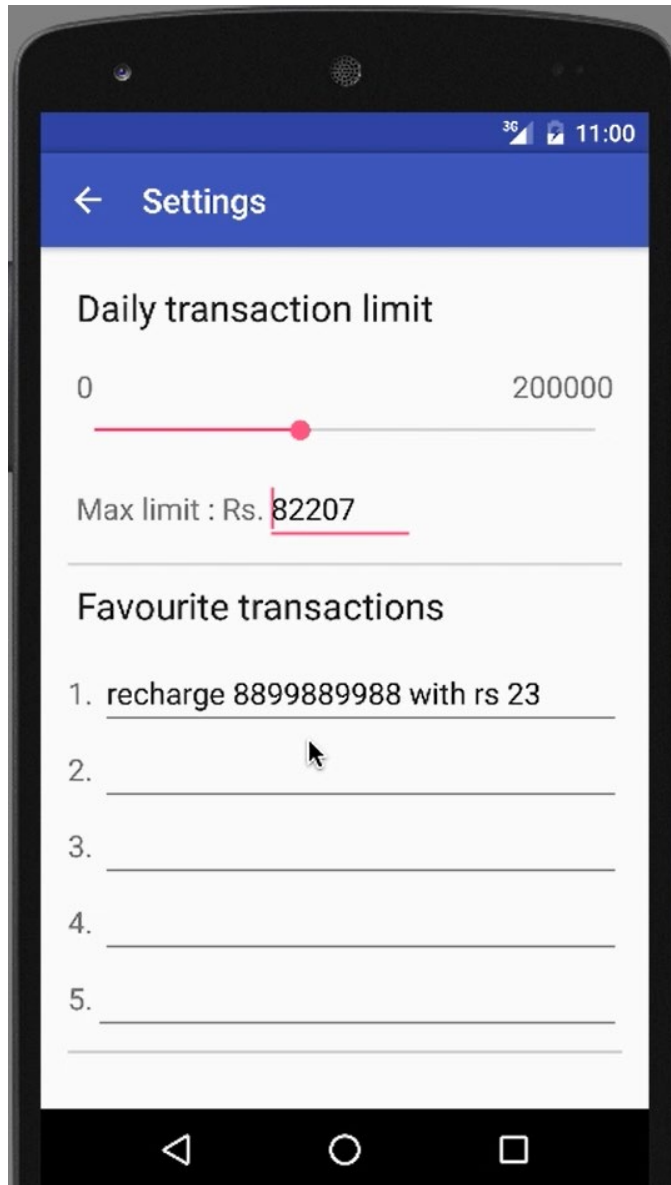 3G 11:00
Settings
Daily transaction limit
0 200000
Max limit : Rs. 82207
Favourite transactions
1. recharge 8899889988 with rs 23
2.
3.
4.
5.